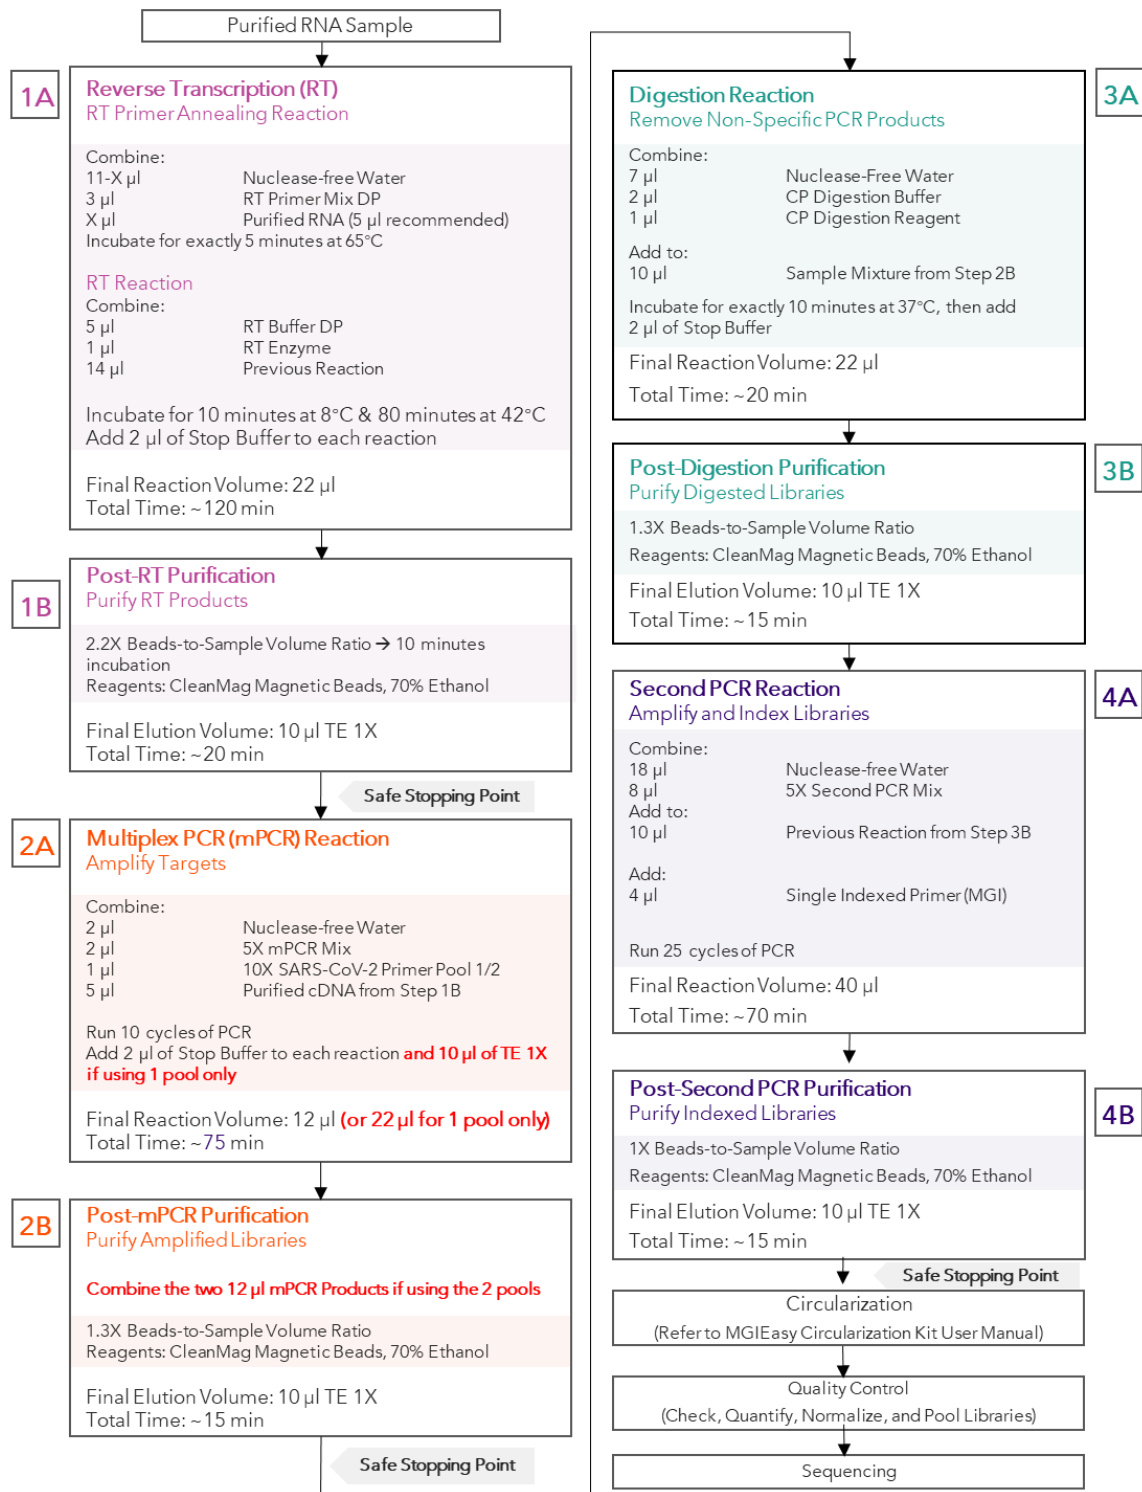 Purified RNA Sample
1A
Reverse Transcription (RT)
RT Primer Annealing Reaction
Combine:
11-X µl Nuclease-free Water
3 µl RT Primer Mix DP
X µl Purified RNA (5 µl recommended)
Incubate for exactly 5 minutes at 65°C
RT Reaction
Combine:
5 µl RT Buffer DP
1 µl RT Enzyme
14 µl Previous Reaction
Incubate for 10 minutes at 8°C & 80 minutes at 42°C
Add 2 µl of Stop Buffer to each reaction
Final Reaction Volume: 22 µl
Total Time: ~120 min
1B
Post-RT Purification
Purify RT Products
2.2X Beads-to-Sample Volume Ratio → 10 minutes
incubation
Reagents: CleanMag Magnetic Beads, 70% Ethanol
Final Elution Volume: 10 µl TE 1X
Total Time: ~20 min
Safe Stopping Point
2A
Multiplex PCR (mPCR) Reaction
Amplify Targets
Combine:
2 µl Nuclease-free Water
2 µl 5X mPCR Mix
1 µl 10X SARS-CoV-2 Primer Pool 1/2
5 µl Purified cDNA from Step 1B
Run 10 cycles of PCR
Add 2 µl of Stop Buffer to each reaction and 10 µl of TE 1X
if using 1 pool only
Final Reaction Volume: 12 µl (or 22 µl for 1 pool only)
Total Time: ~75 min
2B
Post-mPCR Purification
Purify Amplified Libraries
Combine the two 12 µl mPCR Products if using the 2 pools
1.3X Beads-to-Sample Volume Ratio
Reagents: CleanMag Magnetic Beads, 70% Ethanol
Final Elution Volume: 10 µl TE 1X
Total Time: ~15 min
Safe Stopping Point
3A
Digestion Reaction
Remove Non-Specific PCR Products
Combine:
7 µl Nuclease-Free Water
2 µl CP Digestion Buffer
1 µl CP Digestion Reagent
Add to:
10 µl Sample Mixture from Step 2B
Incubate for exactly 10 minutes at 37°C, then add
2 µl of Stop Buffer
Final Reaction Volume: 22 µl
Total Time: ~20 min
3B
Post-Digestion Purification
Purify Digested Libraries
1.3X Beads-to-Sample Volume Ratio
Reagents: CleanMag Magnetic Beads, 70% Ethanol
Final Elution Volume: 10 µl TE 1X
Total Time: ~15 min
4A
Second PCR Reaction
Amplify and Index Libraries
Combine:
18 µl Nuclease-free Water
8 µl 5X Second PCR Mix
Add to:
10 µl Previous Reaction from Step 3B
Add:
4 µl Single Indexed Primer (MGI)
Run 25 cycles of PCR
Final Reaction Volume: 40 µl
Total Time: ~70 min
4B
Post-Second PCR Purification
Purify Indexed Libraries
1X Beads-to-Sample Volume Ratio
Reagents: CleanMag Magnetic Beads, 70% Ethanol
Final Elution Volume: 10 µl TE 1X
Total Time: ~15 min
Safe Stopping Point
Circularization
(Refer to MGIEasy Circularization Kit User Manual)
Quality Control
(Check, Quantify, Normalize, and Pool Libraries)
Sequencing